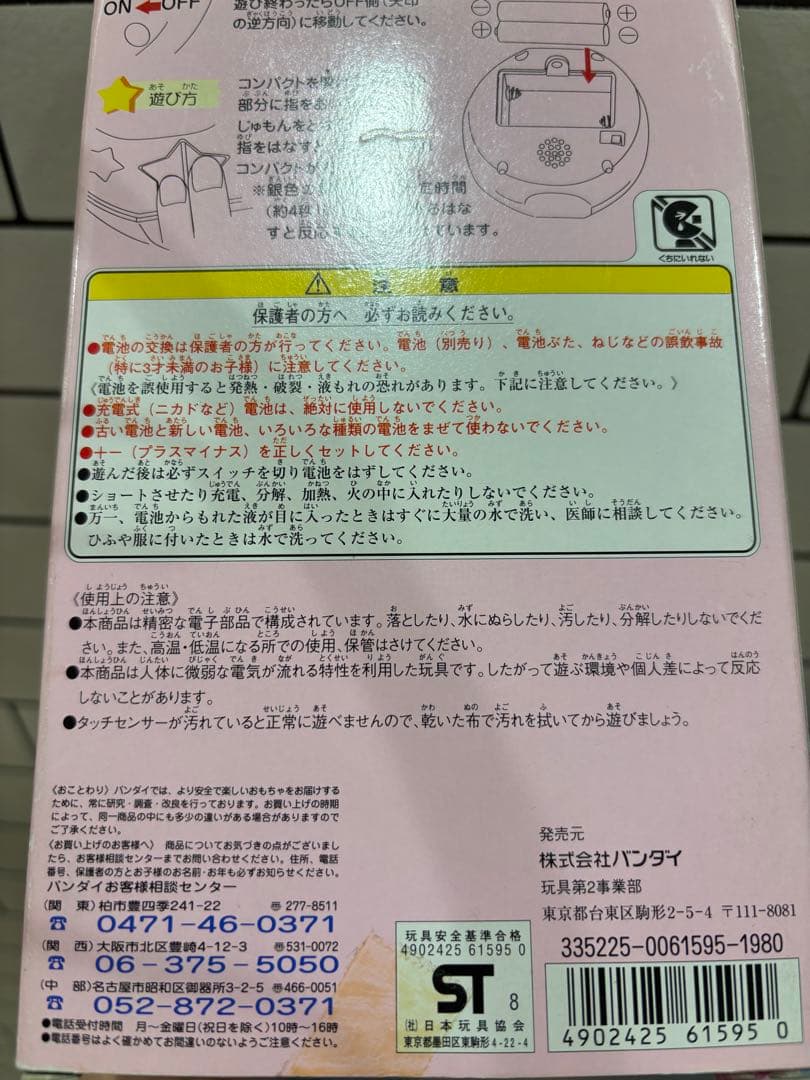 ON ← OFF
遊び終わったらOFF側(矢印
の逆方向)に移動してください。
遊び方
コンパクトを
部分に指をお
じゅもんをと
指をはなす
コンパクトが
※銀色の
た時間
(約4秒
はな
すと反応
ています。
くちにいれない
⚠ 注意
保護者の方へ 必ずお読みください。
●電池の交換は保護者の方が行ってください。電池(別売り)、電池ぶた、ねじなどの誤飲事故
(特に3才未満のお子様)に注意してください。
《電池を誤使用すると発熱・破裂・液もれの恐れがあります。下記に注意してください。》
●充電式(ニカドなど)電池は、絶対に使用しないでください。
●古い電池と新しい電池、いろいろな種類の電池をまぜて使わないでください。
●+−(プラスマイナス)を正しくセットしてください。
●遊んだ後は必ずスイッチを切り電池をはずしてください。
●ショートさせたり充電、分解、加熱、火の中に入れたりしないでください。
●万一、電池からもれた液が目に入ったときはすぐに大量の水で洗い、医師に相談してください。
ひふや服に付いたときは水で洗ってください。
《使用上の注意》
●本商品は精密な電子部品で構成されています。落としたり、水にぬらしたり、汚したり、分解したりしないでくだ
さい。また、高温・低温になる所での使用、保管はさけてください。
●本商品は人体に微弱な電気が流れる特性を利用した玩具です。したがって遊ぶ環境や個人差によって反応
しないことがあります。
●タッチセンサーが汚れていると正常に遊べませんので、乾いた布で汚れを拭いてから遊びましょう。
〈おことわり〉バンダイでは、より安全で楽しいおもちゃをお届けする
ために、常に研究・調査・改良を行っております。お買い上げの時期
によって、同一商品の中にも多少の違いがある場合がありますので
ご了承ください。
〈お買い上げのお客様へ〉 商品についてお気づきの点がございまし
たら、お客様相談センターまでお問い合わせください。住所、電話
番号、保護者の方とお子様のお名前・お年も必ずお知らせください。
バンダイお客様相談センター
(関 東)柏市豊四季241-22 〠277-8511
☎ 0471-46-0371
(関 西)大阪市北区豊崎4-12-3 〠531-0072
☎ 06-375-5050
(中 部)名古屋市昭和区御器所3-2-5 〠466-0051
☎ 052-872-0371
●電話受付時間 月〜金曜日(祝日を除く)10時〜16時
●電話番号はよく確かめてお間違いのないようご注意ください。
玩具安全基準合格
4902425 61595 0
ST 8
(社)日本玩具協会
東京都墨田区東駒形4-22-4
発売元
株式会社バンダイ
玩具第2事業部
東京都台東区駒形2-5-4 〒111-8081
335225-0061595-1980
4 902425 615950